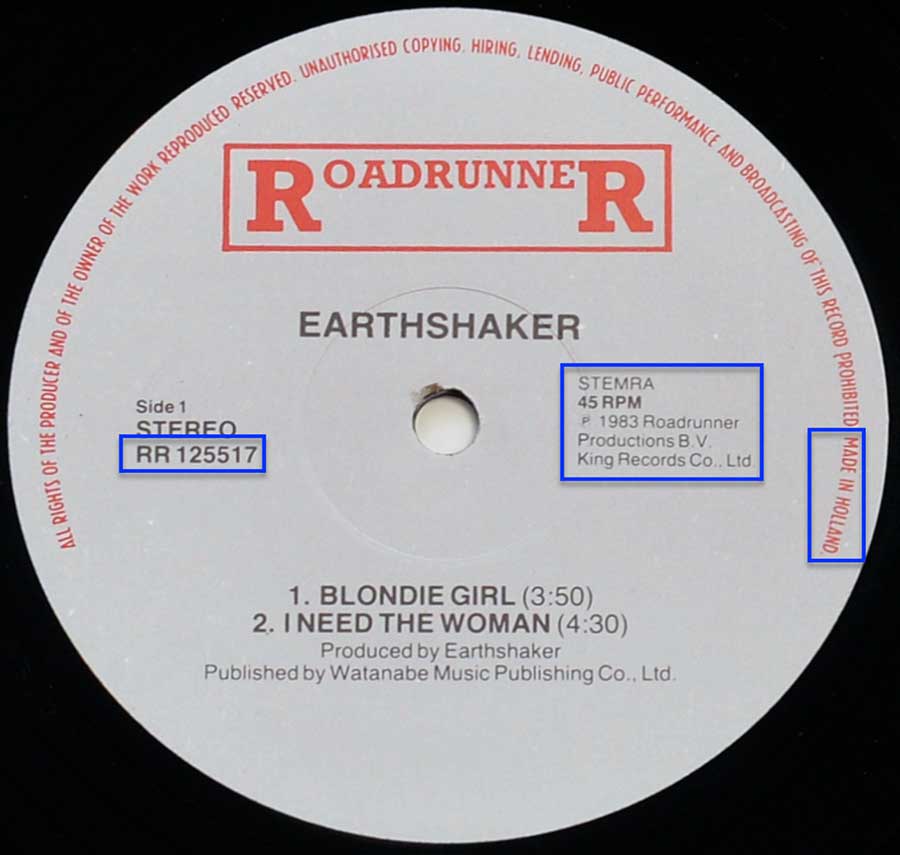 ALL RIGHTS OF THE PRODUCER AND OF THE OWNER OF THE WORK REPRODUCED RESERVED. UNAUTHORISED COPYING, HIRING, LENDING, PUBLIC PERFORMANCE AND BROADCASTING OF THIS RECORD PROHIBITED MADE IN HOLLAND.
ROADRUNNER
EARTHSHAKER
Side 1
STEREO
RR 125517
STEMRA
45 RPM
℗ 1983 Roadrunner
Productions B.V.
King Records Co., Ltd.
1. BLONDIE GIRL (3:50)
2. I NEED THE WOMAN (4:30)
Produced by Earthshaker
Published by Watanabe Music Publishing Co., Ltd.